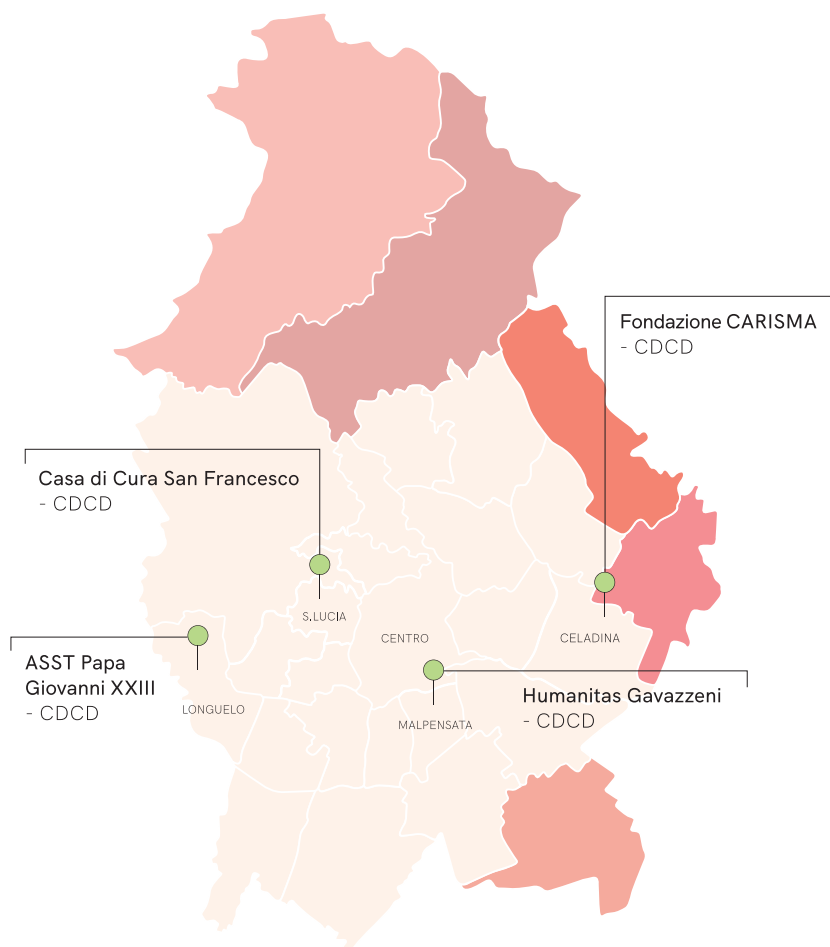 Fondazione CARISMA
- CDCD
Casa di Cura San Francesco
- CDCD
S.LUCIA
CENTRO
CELADINA
ASST Papa
Giovanni XXIII
- CDCD
LONGUELO
Humanitas Gavazzeni
- CDCD
MALPENSATA